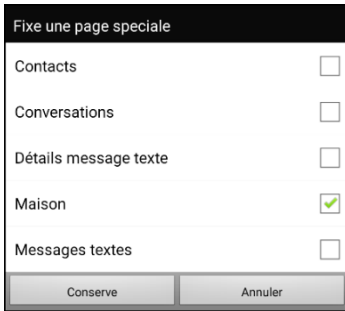 Fixe une page speciale
Contacts
Conversations
Détails message texte
Maison
Messages textes
Conserve
Annuler